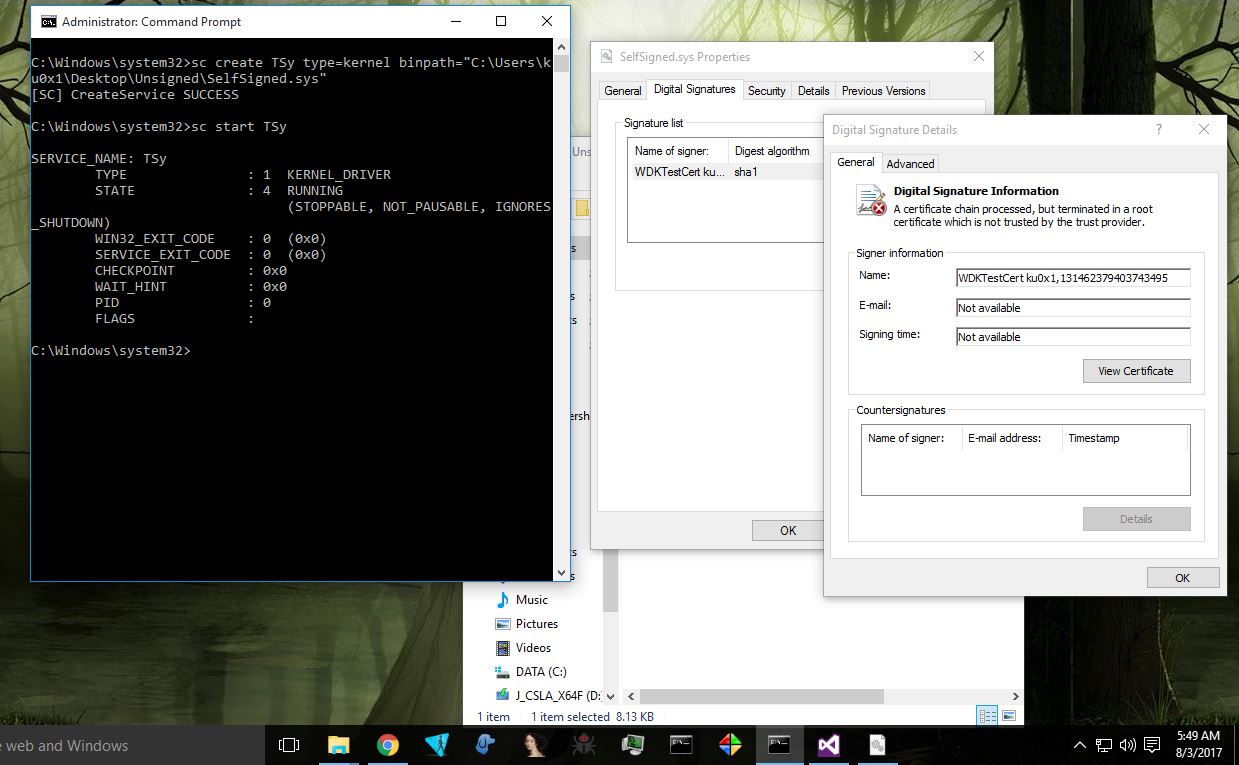 Administrator: Command Prompt
C:\Windows\system32>sc create TSy type=kernel binpath="C:\Users\k
u0x1\Desktop\Unsigned\SelfSigned.sys"
[SC] CreateService SUCCESS
C:\Windows\system32>sc start TSy
SERVICE_NAME: TSy
TYPE : 1 KERNEL_DRIVER
STATE : 4 RUNNING
(STOPPABLE, NOT_PAUSABLE, IGNORES
_SHUTDOWN)
WIN32_EXIT_CODE : 0 (0x0)
SERVICE_EXIT_CODE : 0 (0x0)
CHECKPOINT : 0x0
WAIT_HINT : 0x0
PID : 0
FLAGS :
C:\Windows\system32>
SelfSigned.sys Properties
General Digital Signatures Security Details Previous Versions
Signature list
Name of signer: Digest algorithm
WDKTestCert ku... sha1
OK
Digital Signature Details
General Advanced
Digital Signature Information
A certificate chain processed, but terminated in a root
certificate which is not trusted by the trust provider.
Signer information
Name: WDKTestCert ku0x1,131462379403743495
E-mail: Not available
Signing time: Not available
View Certificate
Countersignatures
Name of signer: E-mail address: Timestamp
Details
OK
Uns
Music
Pictures
Videos
DATA (C:)
J_CSLA_X64F (D:
1 item 1 item selected 8.13 KB
e web and Windows
5:49 AM
8/3/2017